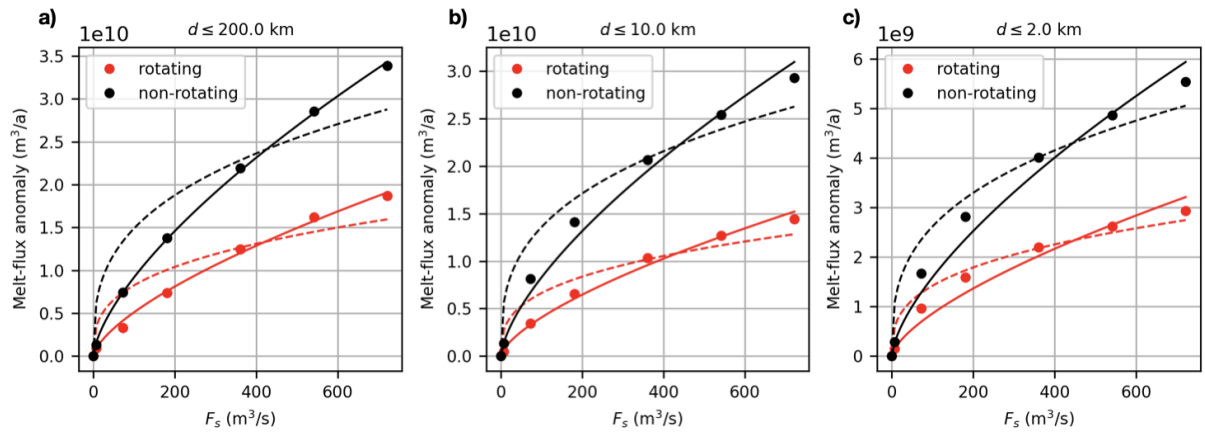 a)
1e10
d ≤ 200.0 km
rotating
non-rotating
Melt-flux anomaly (m³/a)
3.5
3.0
2.5
2.0
1.5
1.0
0.5
0.0
0 200 400 600
Fₛ (m³/s)
b)
1e10
d ≤ 10.0 km
rotating
non-rotating
Melt-flux anomaly (m³/a)
3.0
2.5
2.0
1.5
1.0
0.5
0.0
0 200 400 600
Fₛ (m³/s)
c)
1e9
d ≤ 2.0 km
rotating
non-rotating
Melt-flux anomaly (m³/a)
6
5
4
3
2
1
0
0 200 400 600
Fₛ (m³/s)